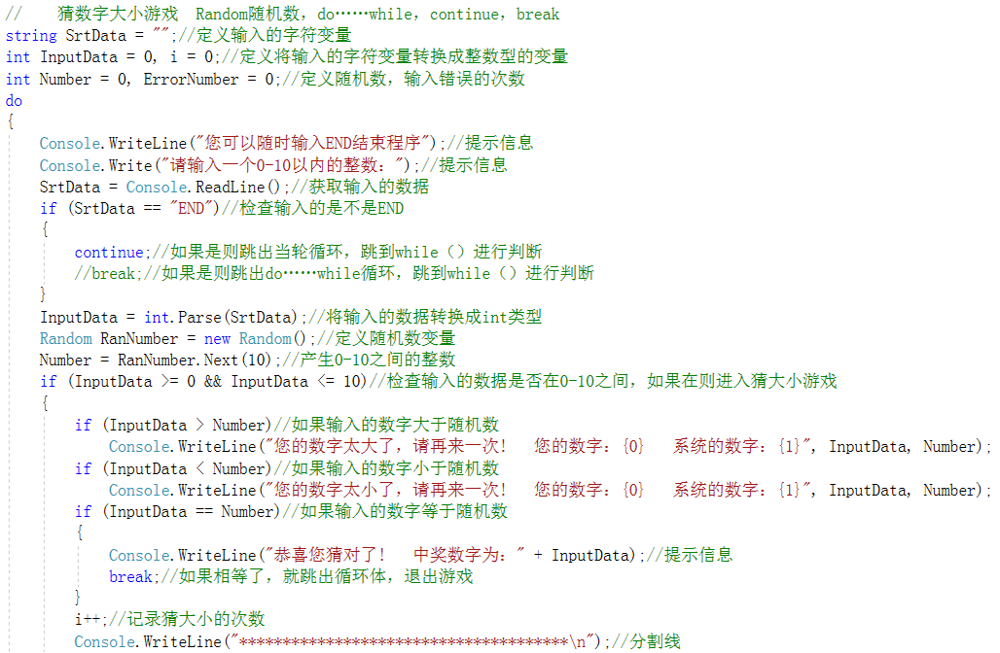 //    猜数字大小游戏  Random随机数，do……while，continue，break
string SrtData = "";//定义输入的字符变量
int InputData = 0, i = 0;//定义将输入的字符变量转换成整数型的变量
int Number = 0, ErrorNumber = 0;//定义随机数，输入错误的次数
do
{
    Console.WriteLine("您可以随时输入END结束程序");//提示信息
    Console.Write("请输入一个0-10以内的整数：");//提示信息
    SrtData = Console.ReadLine();//获取输入的数据
    if (SrtData == "END")//检查输入的是不是END
    {
        continue;//如果是则跳出当轮循环，跳到while（）进行判断
        //break;//如果是则跳出do……while循环，跳到while（）进行判断
    }
    InputData = int.Parse(SrtData);//将输入的数据转换成int类型
    Random RanNumber = new Random();//定义随机数变量
    Number = RanNumber.Next(10);//产生0-10之间的整数
    if (InputData >= 0 && InputData <= 10)//检查输入的数据是否在0-10之间，如果在则进入猜大小游戏
    {
        if (InputData > Number)//如果输入的数字大于随机数
            Console.WriteLine("您的数字太大了，请再来一次！  您的数字：{0}   系统的数字：{1}", InputData, Number);
        if (InputData < Number)//如果输入的数字小于随机数
            Console.WriteLine("您的数字太小了，请再来一次！  您的数字：{0}   系统的数字：{1}", InputData, Number);
        if (InputData == Number)//如果输入的数字等于随机数
        {
            Console.WriteLine("恭喜您猜对了！  中奖数字为：" + InputData);//提示信息
            break;//如果相等了，就跳出循环体，退出游戏
        }
        i++;//记录猜大小的次数
        Console.WriteLine("**************************************\n");//分割线